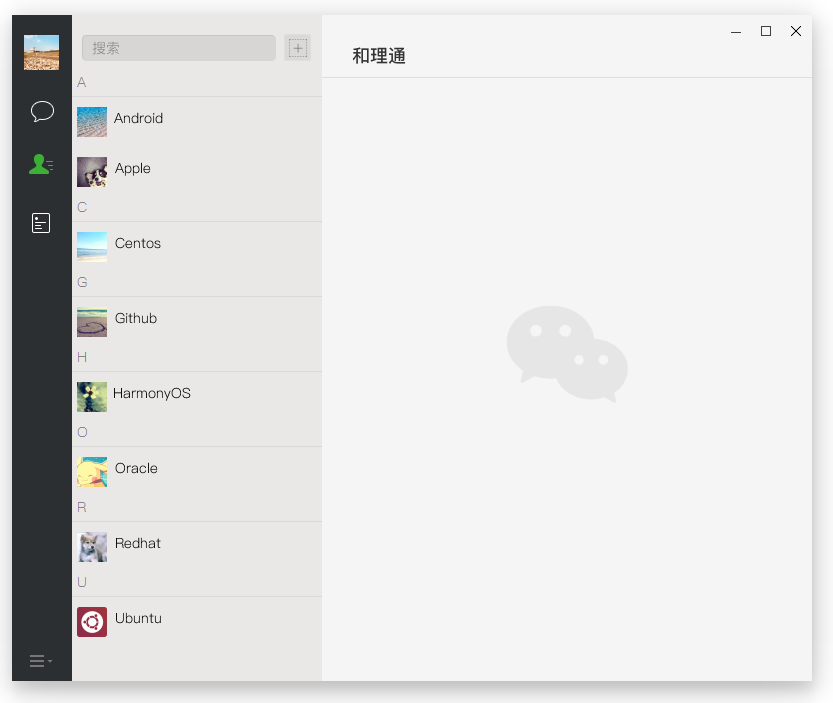 搜索
和理通
A
Android
Apple
C
Centos
G
Github
H
HarmonyOS
O
Oracle
R
Redhat
U
Ubuntu